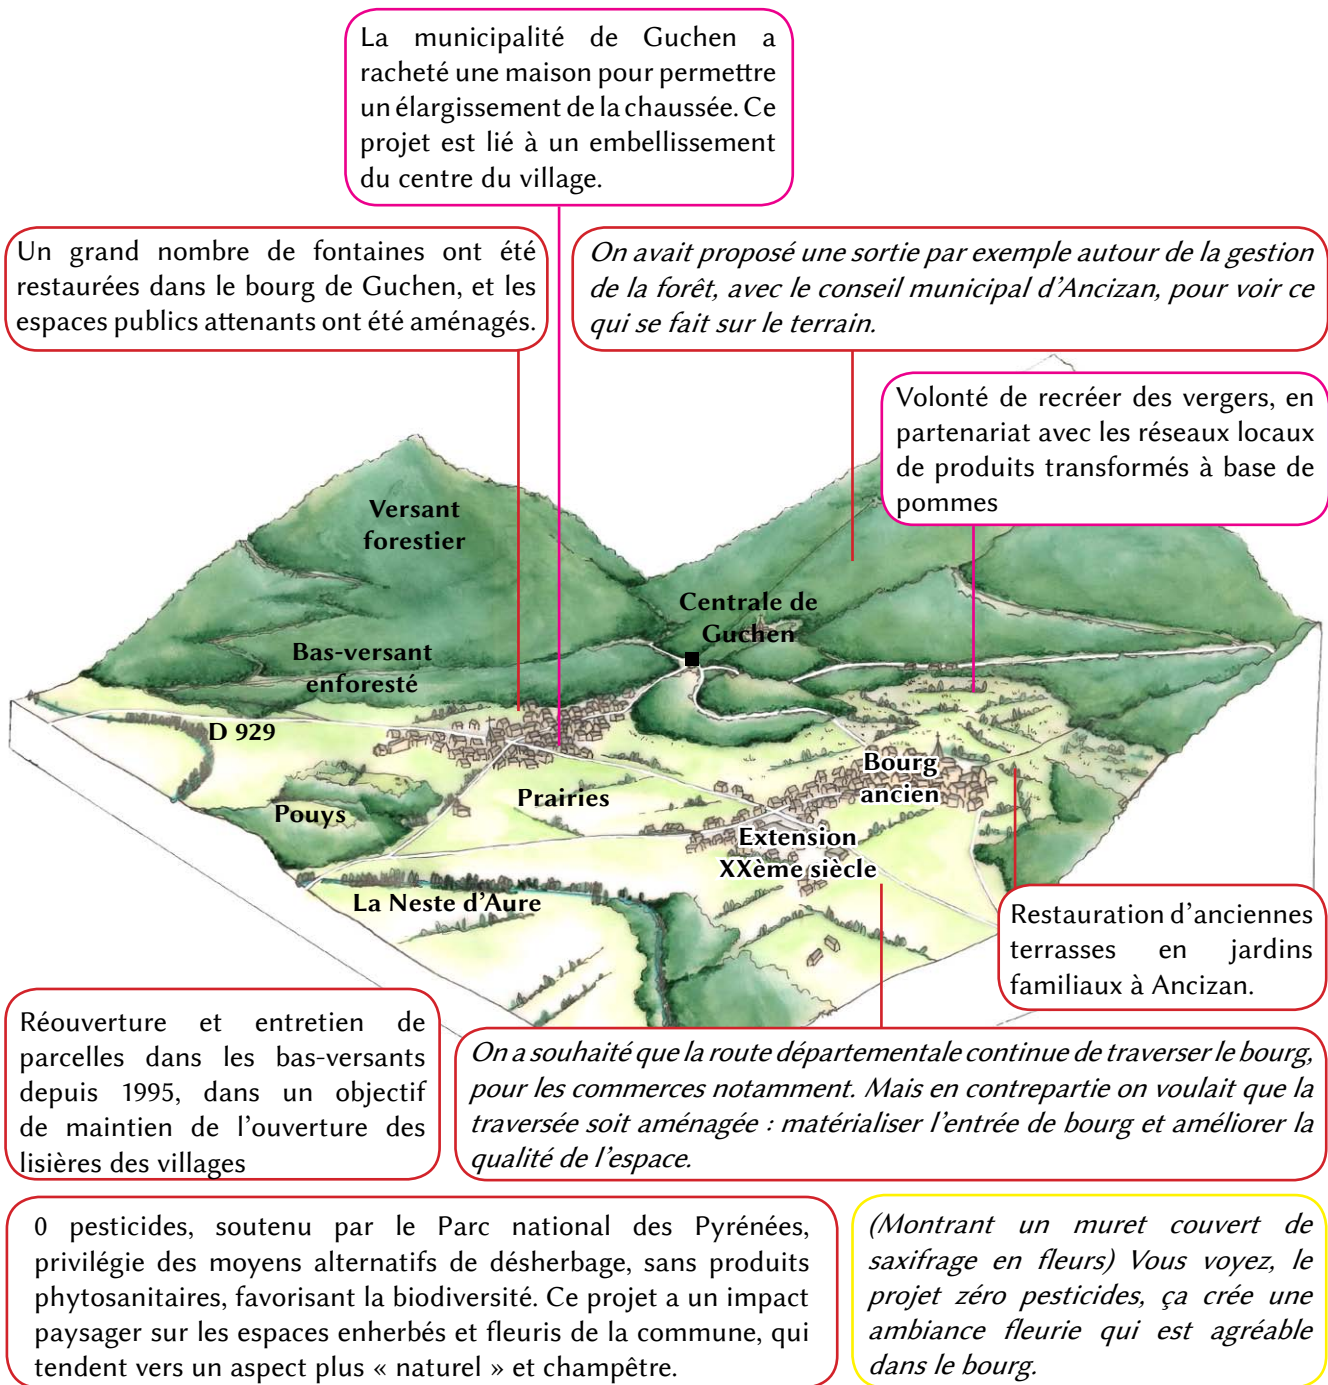 La municipalité de Guchen a
racheté une maison pour permettre
un élargissement de la chaussée. Ce
projet est lié à un embellissement
du centre du village.
Un grand nombre de fontaines ont été
restaurées dans le bourg de Guchen, et les
espaces publics attenants ont été aménagés.
On avait proposé une sortie par exemple autour de la gestion
de la forêt, avec le conseil municipal d'Ancizan, pour voir ce
qui se fait sur le terrain.
Volonté de recréer des vergers, en
partenariat avec les réseaux locaux
de produits transformés à base de
pommes
Versant
forestier
Centrale de
Guchen
Bas-versant
enforesté
D 929
Bourg
ancien
Prairies
Pouys
Extension
XXème siècle
La Neste d'Aure
Restauration d'anciennes
terrasses en jardins
familiaux à Ancizan.
Réouverture et entretien de
parcelles dans les bas-versants
depuis 1995, dans un objectif
de maintien de l'ouverture des
lisières des villages
On a souhaité que la route départementale continue de traverser le bourg,
pour les commerces notamment. Mais en contrepartie on voulait que la
traversée soit aménagée : matérialiser l'entrée de bourg et améliorer la
qualité de l'espace.
0 pesticides, soutenu par le Parc national des Pyrénées,
privilégie des moyens alternatifs de désherbage, sans produits
phytosanitaires, favorisant la biodiversité. Ce projet a un impact
paysager sur les espaces enherbés et fleuris de la commune, qui
tendent vers un aspect plus « naturel » et champêtre.
(Montrant un muret couvert de
saxifrage en fleurs) Vous voyez, le
projet zéro pesticides, ça crée une
ambiance fleurie qui est agréable
dans le bourg.